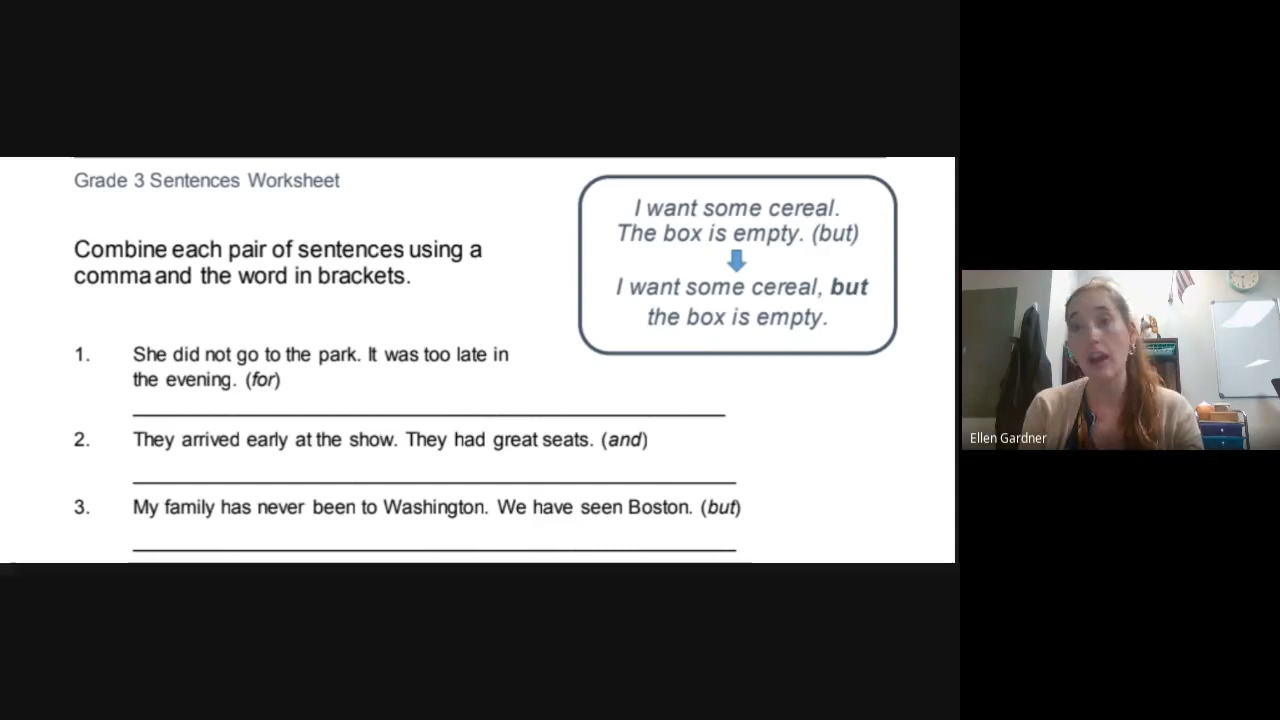 Grade 3 Sentences Worksheet
Combine each pair of sentences using a
comma and the word in brackets.
I want some cereal.
The box is empty. (but)
I want some cereal, but
the box is empty.
1. She did not go to the park. It was too late in
the evening. (for)
2. They arrived early at the show. They had great seats. (and)
3. My family has never been to Washington. We have seen Boston. (but)
Ellen Gardner